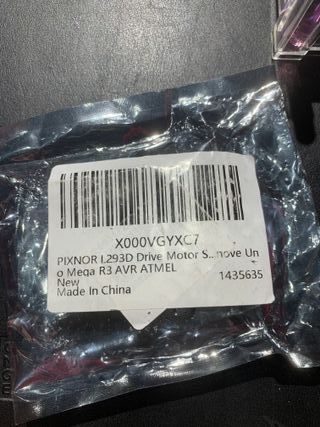 X000VGYXC7
PIXNOR L293D Drive Motor S...nove Un
o Mega R3 AVR ATMEL
New
1435635
Made In China